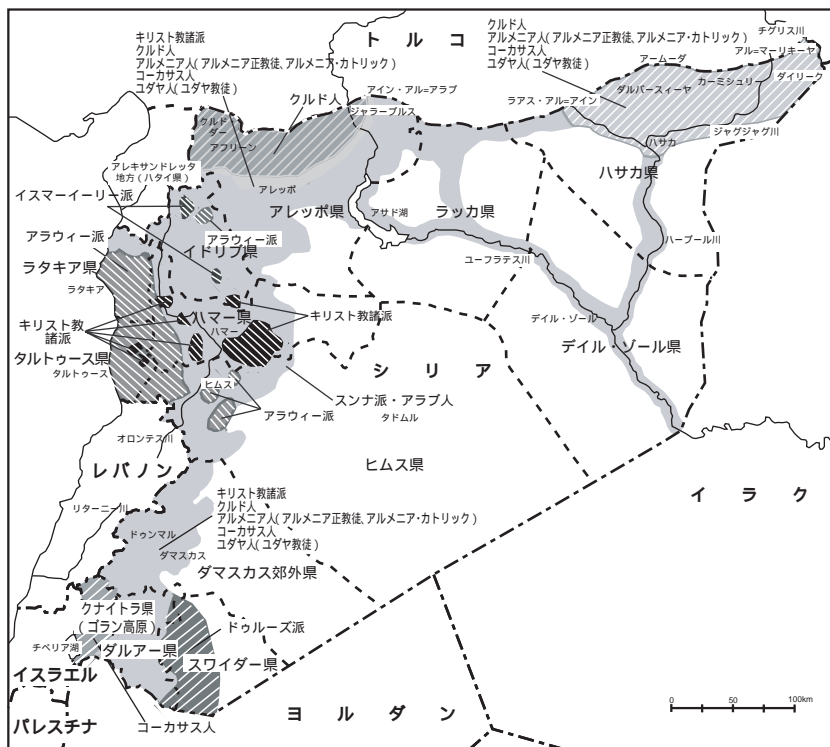 キリスト教諸派
クルド人
アルメニア人(アルメニア正教徒、アルメニア・カトリック)
コーカサス人
ユダヤ人(ユダヤ教徒)
トルコ
クルド人
アルメニア人(アルメニア正教徒、アルメニア・カトリック)
コーカサス人
ユダヤ人(ユダヤ教徒)
チグリス川
アル=マーリキーヤ
アームーダ
カーミシュリー
ダイリーク
ダルバースィーヤ
アイン・アル=アラブ
ラアス・アル=アイン
クルド人
ジャラーブルス
ジャグジャグ川
クルド
ダー
アフリーン
ハサカ
ハサカ県
アレキサンドレッタ
地方(ハタイ県)
アレッポ
イスマーイーリー派
アレッポ県
アサド湖
ラッカ県
アラウィー派
アラウィー派
イドリブ県
ハーブール川
ユーフラテス川
ラタキア県
ラタキア
キリスト教
諸派
ハマー県
ハマー
キリスト教諸派
デイル・ゾール
デイル・ゾール県
タルトゥース県
タルトゥース
シリア
ヒムス
スンナ派・アラブ人
アラウィー派
タドムル
オロンテス川
レバノン
ヒムス県
イラク
リターニー川
キリスト教諸派
クルド人
アルメニア人(アルメニア正教徒、アルメニア・カトリック)
コーカサス人
ユダヤ人(ユダヤ教徒)
ドゥンマル
ダマスカス
ダマスカス郊外県
クナイトラ県
(ゴラン高原)
ドゥルーズ派
チベリア湖
ダルアー県
スワイダー県
イスラエル
パレスチナ
コーカサス人
ヨルダン
0 50 100km